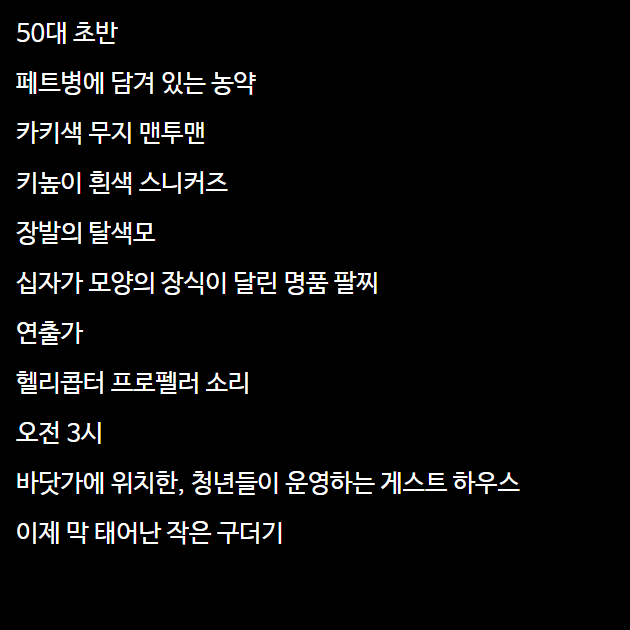 50대 초반
페트병에 담겨 있는 농약
카키색 무지 맨투맨
키높이 흰색 스니커즈
장발의 탈색모
십자가 모양의 장식이 달린 명품 팔찌
연출가
헬리콥터 프로펠러 소리
오전 3시
바닷가에 위치한, 청년들이 운영하는 게스트 하우스
이제 막 태어난 작은 구더기